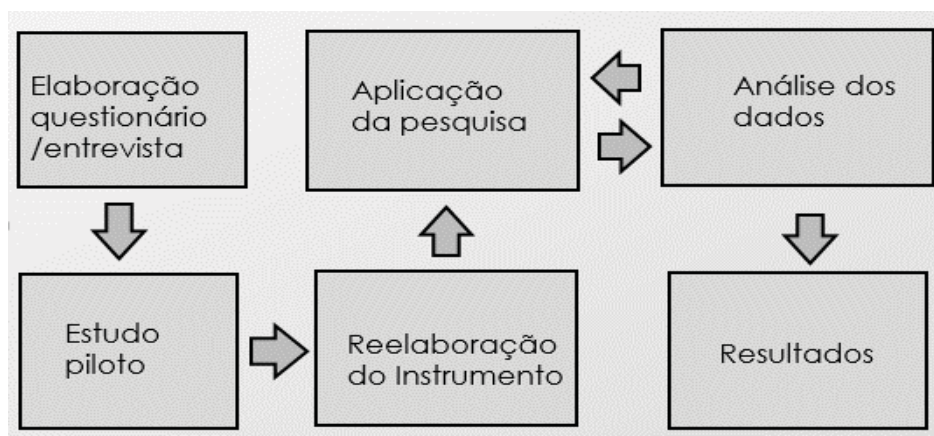 Elaboração
questionário
/entrevista
Estudo
piloto
Reelaboração
do Instrumento
Aplicação
da pesquisa
Análise dos
dados
Resultados